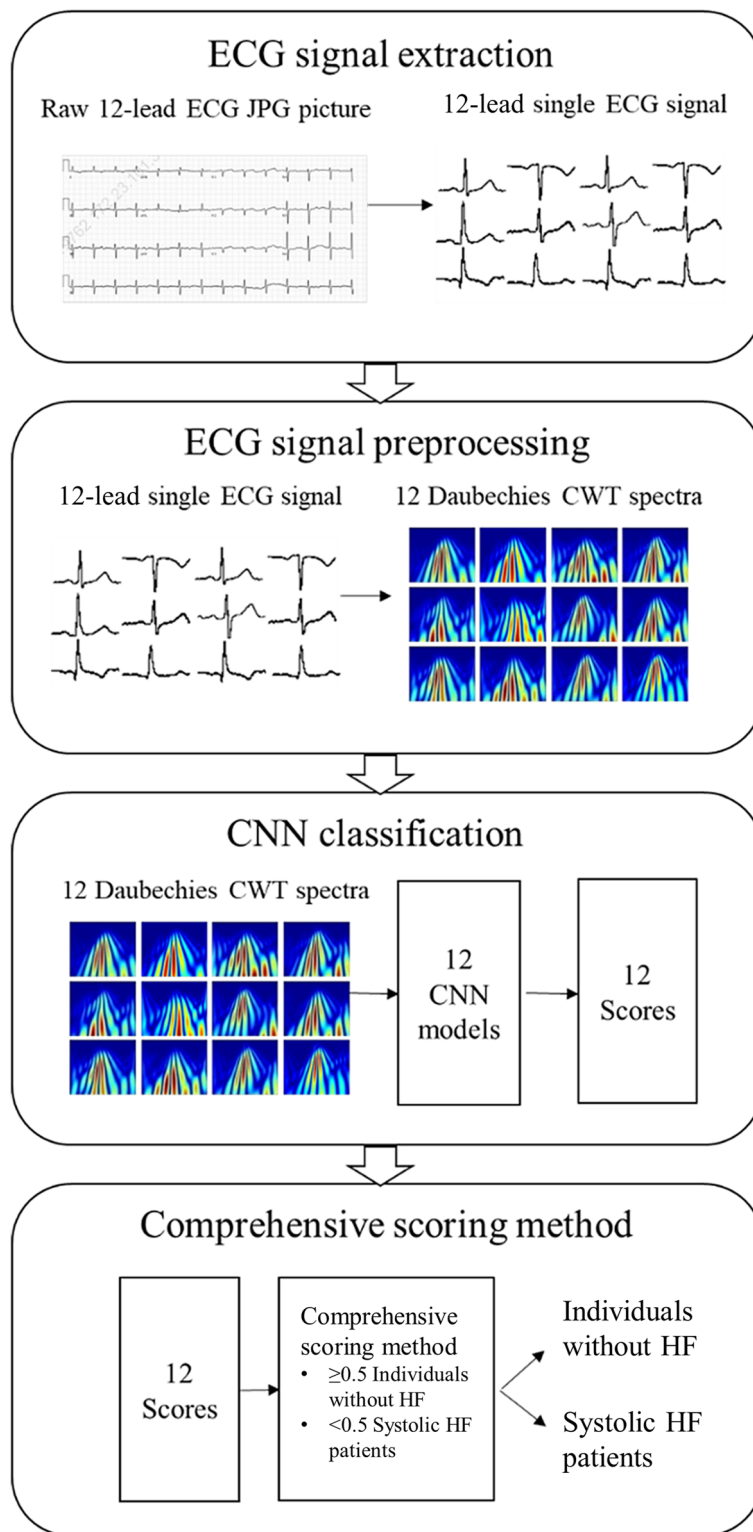 ECG signal extraction
Raw 12-lead ECG JPG picture
12-lead single ECG signal
ECG signal preprocessing
12-lead single ECG signal
12 Daubechies CWT spectra
CNN classification
12 Daubechies CWT spectra
12
CNN
models
12
Scores
Comprehensive scoring method
12
Scores
Comprehensive
scoring method
• ≥0.5 Individuals
without HF
• <0.5 Systolic HF
patients
Individuals
without HF
Systolic HF
patients